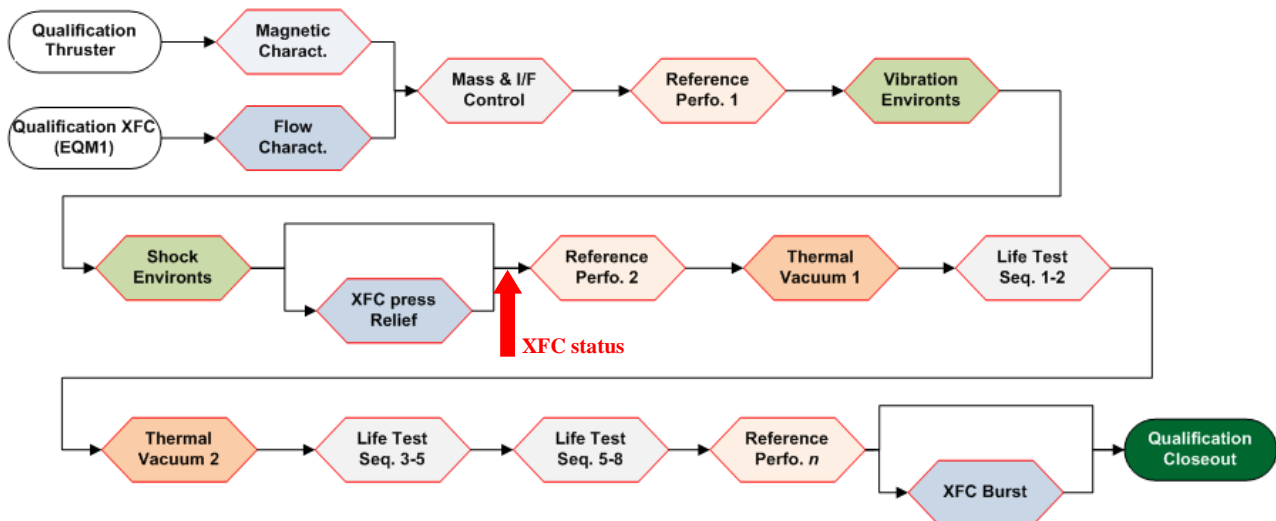 Qualification
Thruster
Magnetic
Charact.
Qualification XFC
(EQM1)
Flow
Charact.
Mass & I/F
Control
Reference
Perfo. 1
Vibration
Environts
Shock
Environts
XFC press
Relief
XFC status
Reference
Perfo. 2
Thermal
Vacuum 1
Life Test
Seq. 1-2
Thermal
Vacuum 2
Life Test
Seq. 3-5
Life Test
Seq. 5-8
Reference
Perfo. n
XFC Burst
Qualification
Closeout